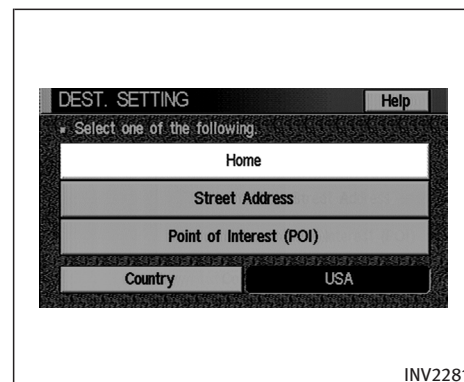 DEST. SETTING Help
Select one of the following.
Home
Street Address
Point of Interest (POI)
Country USA
INV2281